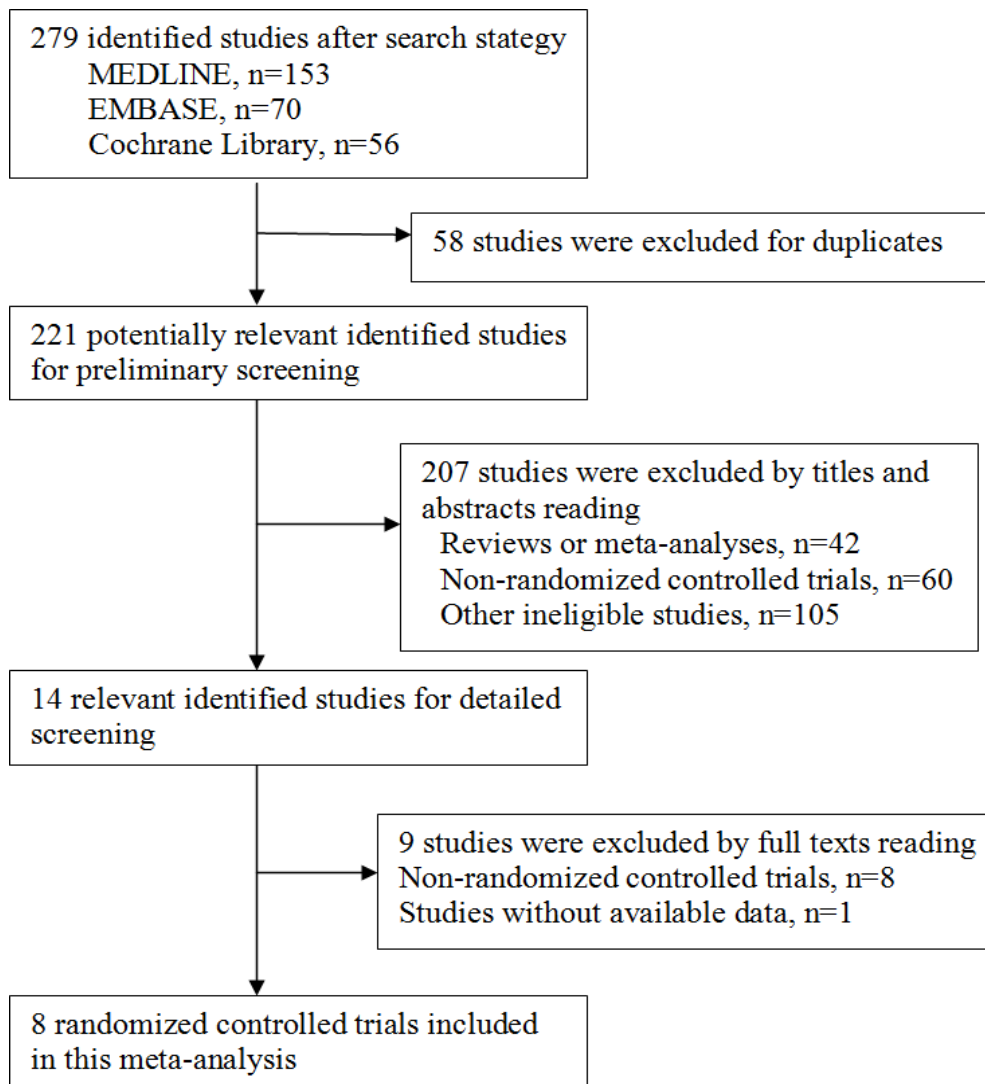 279 identified studies after search stategy
MEDLINE, n=153
EMBASE, n=70
Cochrane Library, n=56
58 studies were excluded for duplicates
221 potentially relevant identified studies
for preliminary screening
207 studies were excluded by titles and
abstracts reading
Reviews or meta-analyses, n=42
Non-randomized controlled trials, n=60
Other ineligible studies, n=105
14 relevant identified studies for detailed
screening
9 studies were excluded by full texts reading
Non-randomized controlled trials, n=8
Studies without available data, n=1
8 randomized controlled trials included
in this meta-analysis